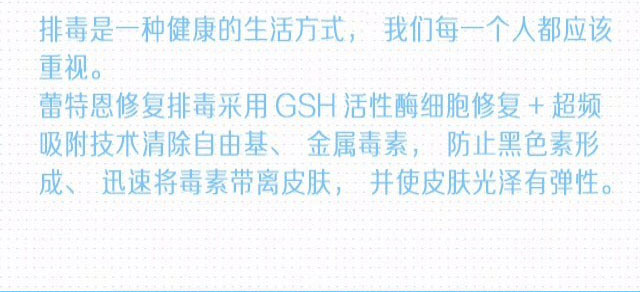 排毒是一种健康的生活方式， 我们每一个人都应该
重视。
蕾特恩修复排毒采用 GSH 活性酶细胞修复 + 超频
吸附技术清除自由基、 金属毒素， 防止黑色素形
成、 迅速将毒素带离皮肤， 并使皮肤光泽有弹性。